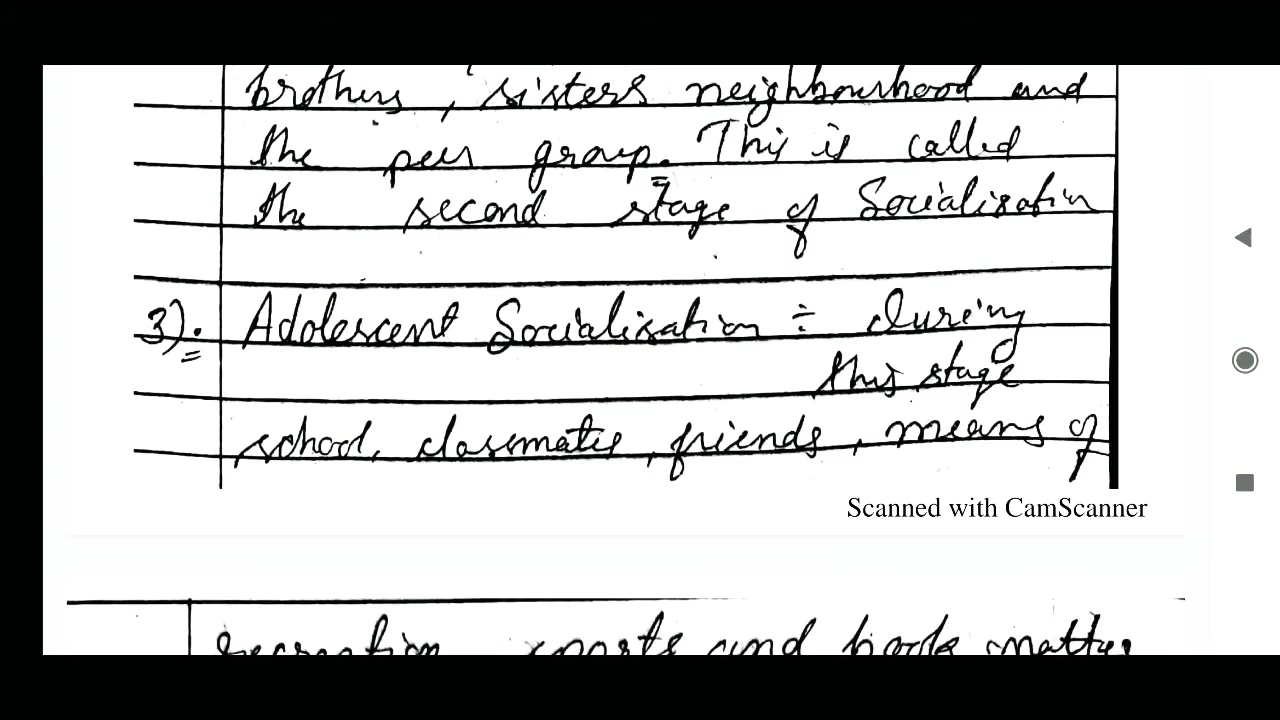 brothers, sisters neighbourhood and
the peer group. This is called
the second stage of Socialisation
3). Adolescent Socialisation ÷ during
this stage
school, classmates, friends, means of
Scanned with CamScanner
recreation, sports and book matter